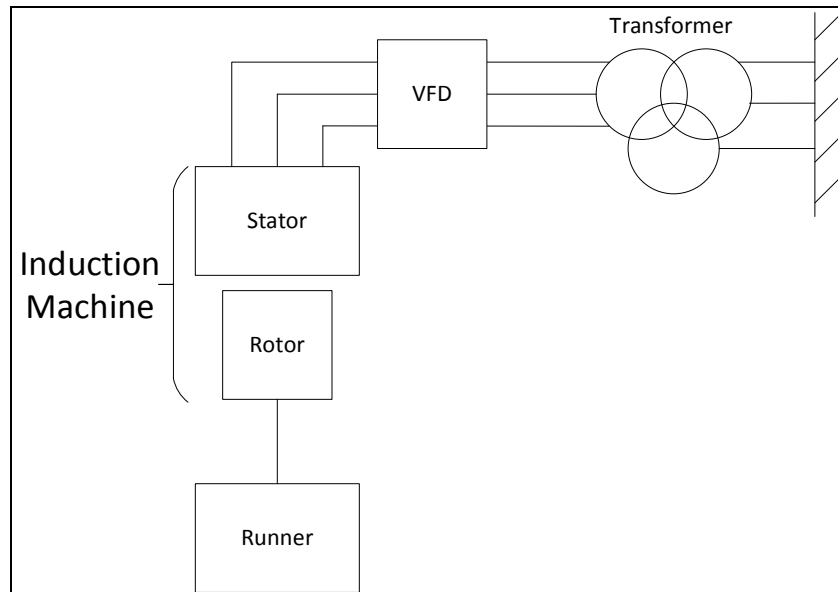 Transformer
VFD
Stator
Induction
Machine
Rotor
Runner